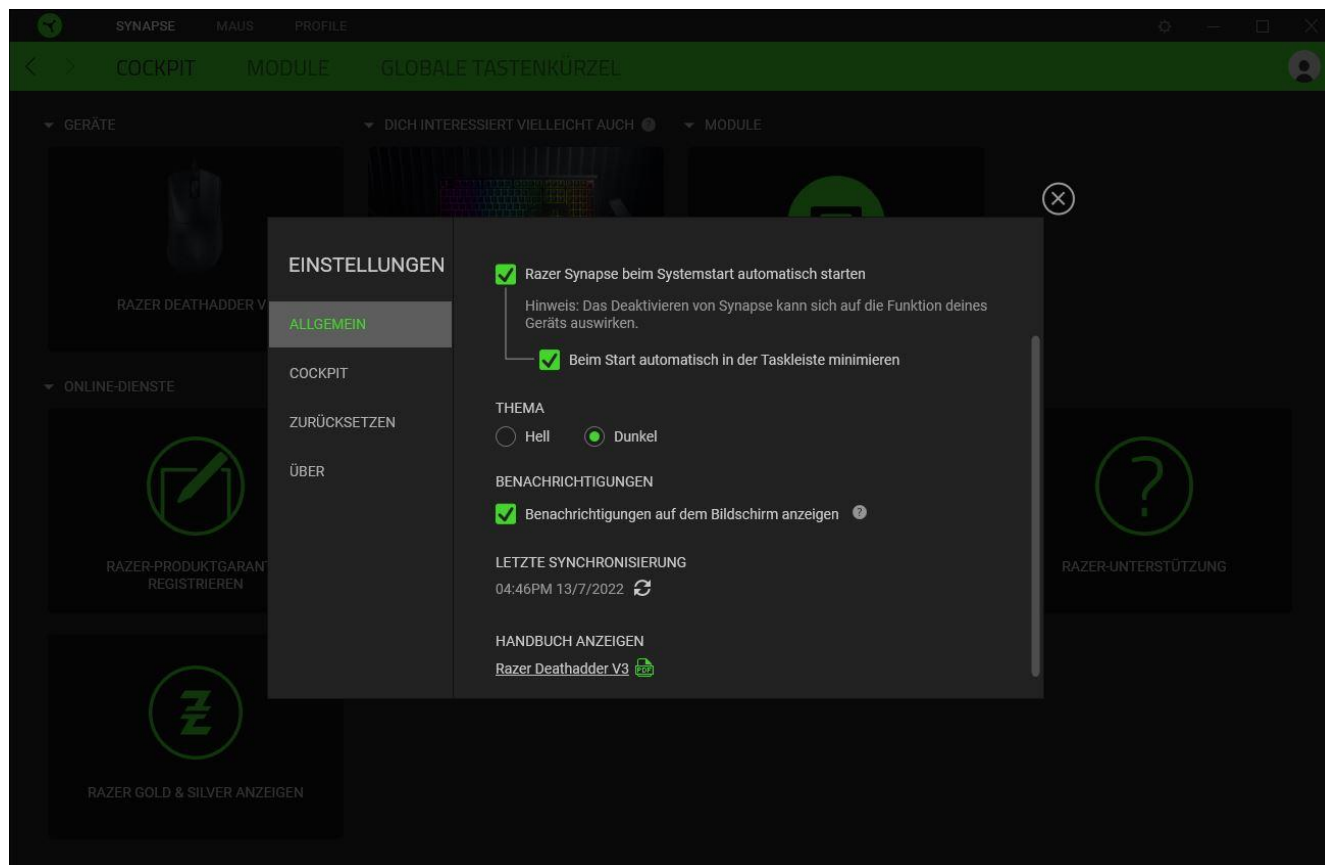 SYNAPSE MAUS PROFILE
COCKPIT MODULE GLOBALE TASTENKÜRZEL
GERÄTE
DICH INTERESSIERT VIELLEICHT AUCH ?
MODULE
RAZER DEATHADDER V
EINSTELLUNGEN
ALLGEMEIN
COCKPIT
ZURÜCKSETZEN
ÜBER
Razer Synapse beim Systemstart automatisch starten
Hinweis: Das Deaktivieren von Synapse kann sich auf die Funktion deines
Geräts auswirken.
Beim Start automatisch in der Taskleiste minimieren
THEMA
Hell Dunkel
BENACHRICHTIGUNGEN
Benachrichtigungen auf dem Bildschirm anzeigen ?
LETZTE SYNCHRONISIERUNG
04:46PM 13/7/2022
HANDBUCH ANZEIGEN
Razer Deathadder V3 PDF
ONLINE-DIENSTE
RAZER-PRODUKTGARANT
REGISTRIEREN
RAZER-UNTERSTÜTZUNG
RAZER GOLD & SILVER ANZEIGEN